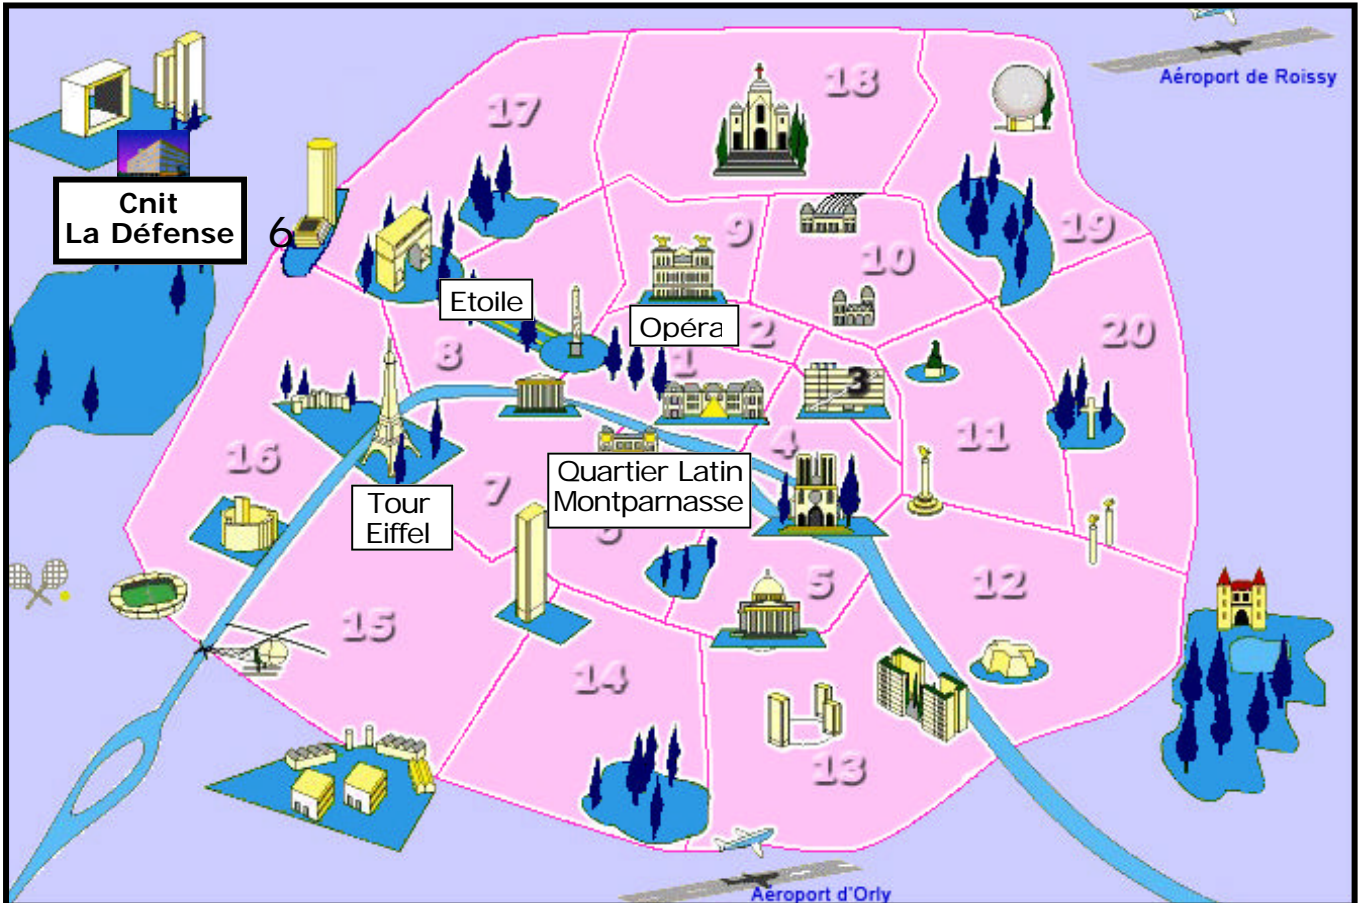 Aéroport de Roissy
18
17
Cnit
La Défense
6
9
19
10
Etoile
Opéra
2
20
8
1
3
11
4
16
Quartier Latin
Montparnasse
7
Tour
Eiffel
6
5
12
15
14
13
Aéroport d'Orly